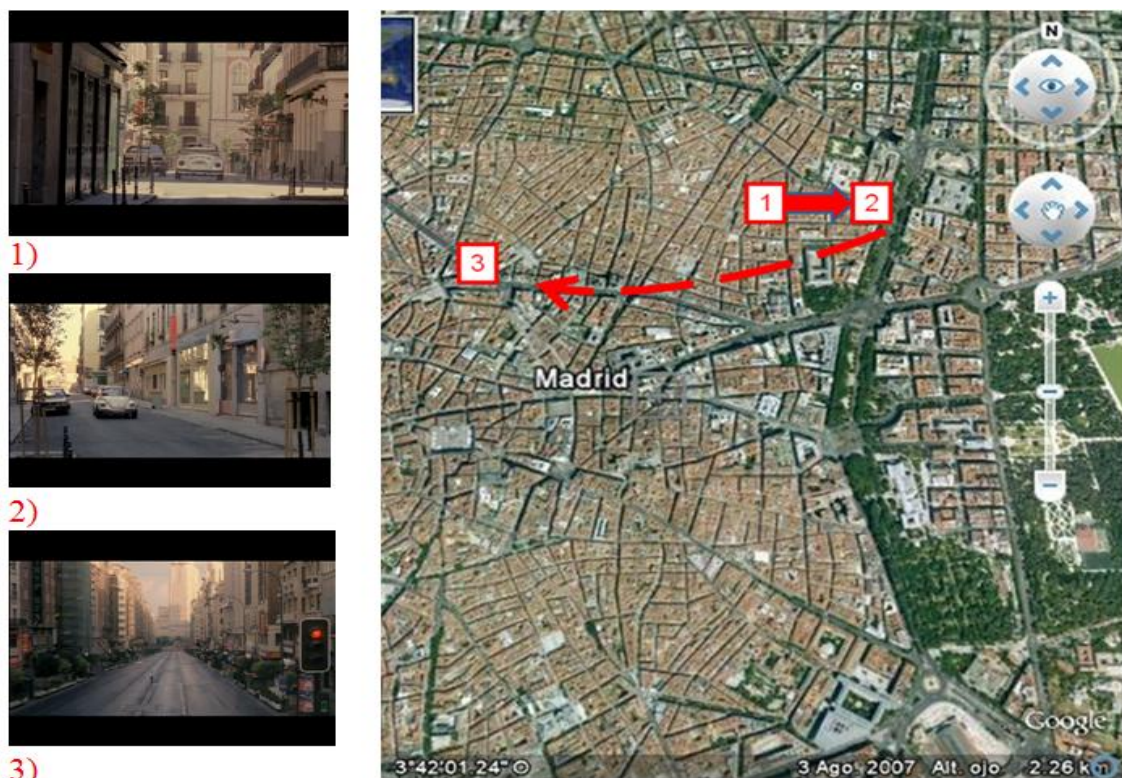 1)
2)
3)
N
1
2
3
Madrid
Google
3°42'01.24" O
3 Ago. 2007
Alt. ojo 2.26 km